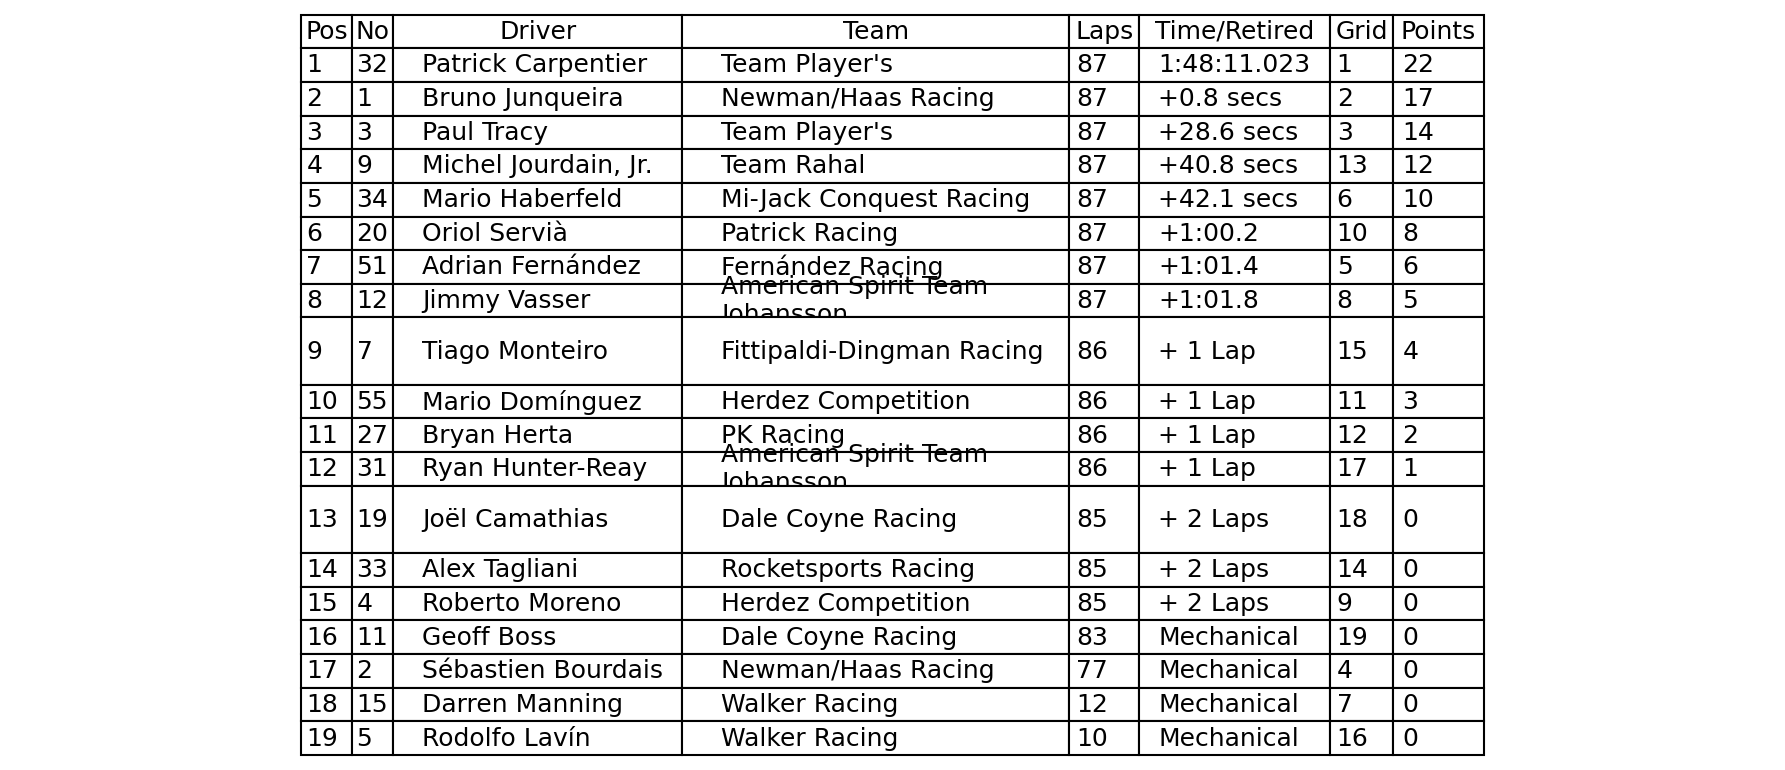 Pos No Driver Team Laps Time/Retired Grid Points
1 32 Patrick Carpentier Team Player's 87 1:48:11.023 1 22
2 1 Bruno Junqueira Newman/Haas Racing 87 +0.8 secs 2 17
3 3 Paul Tracy Team Player's 87 +28.6 secs 3 14
4 9 Michel Jourdain, Jr. Team Rahal 87 +40.8 secs 13 12
5 34 Mario Haberfeld Mi-Jack Conquest Racing 87 +42.1 secs 6 10
6 20 Oriol Servià Patrick Racing 87 +1:00.2 10 8
7 51 Adrian Fernández Fernández Racing 87 +1:01.4 5 6
8 12 Jimmy Vasser American Spirit Team Johansson 87 +1:01.8 8 5
9 7 Tiago Monteiro Fittipaldi-Dingman Racing 86 + 1 Lap 15 4
10 55 Mario Domínguez Herdez Competition 86 + 1 Lap 11 3
11 27 Bryan Herta PK Racing 86 + 1 Lap 12 2
12 31 Ryan Hunter-Reay American Spirit Team Johansson 86 + 1 Lap 17 1
13 19 Joël Camathias Dale Coyne Racing 85 + 2 Laps 18 0
14 33 Alex Tagliani Rocketsports Racing 85 + 2 Laps 14 0
15 4 Roberto Moreno Herdez Competition 85 + 2 Laps 9 0
16 11 Geoff Boss Dale Coyne Racing 83 Mechanical 19 0
17 2 Sébastien Bourdais Newman/Haas Racing 77 Mechanical 4 0
18 15 Darren Manning Walker Racing 12 Mechanical 7 0
19 5 Rodolfo Lavín Walker Racing 10 Mechanical 16 0